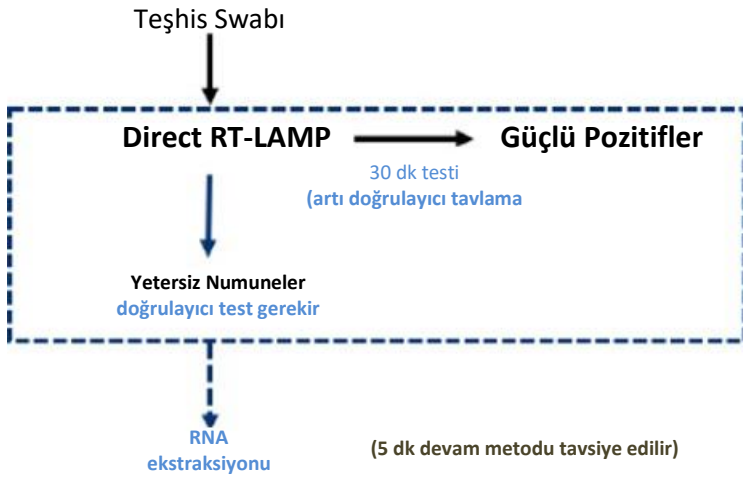 Teşhis Swabı
Direct RT-LAMP
Güçlü Pozitifler
30 dk testi
(artı doğrulayıcı tavlama
Yetersiz Numuneler
doğrulayıcı test gerekir
RNA
ekstraksiyonu
(5 dk devam metodu tavsiye edilir)